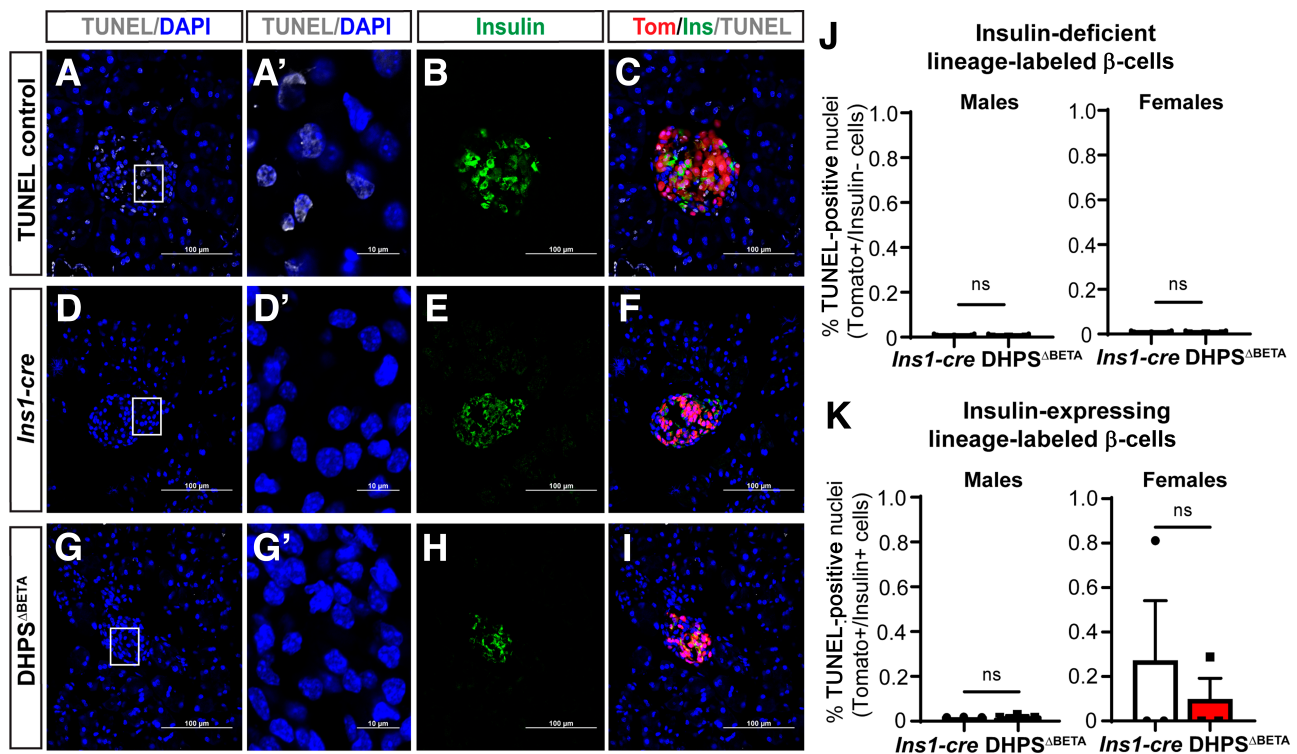 TUNEL/DAPI
TUNEL/DAPI
Insulin
Tom/Ins/TUNEL
TUNEL control
A
100 µm
A'
10 µm
B
100 µm
C
100 µm
Ins1-cre
D
100 µm
D'
10 µm
E
100 µm
F
100 µm
DHPSΔBETA
G
100 µm
G'
10 µm
H
100 µm
I
100 µm
J
Insulin-deficient
lineage-labeled β-cells
Males
Females
% TUNEL-positive nuclei
(Tomato+/Insulin- cells)
1.0
0.8
0.6
0.4
0.2
0
ns
Ins1-cre DHPSΔBETA
1.0
0.8
0.6
0.4
0.2
0
ns
Ins1-cre DHPSΔBETA
K
Insulin-expressing
lineage-labeled β-cells
Males
Females
% TUNEL-positive nuclei
(Tomato+/Insulin+ cells)
1.0
0.8
0.6
0.4
0.2
0
ns
Ins1-cre DHPSΔBETA
1.0
0.8
0.6
0.4
0.2
0
ns
Ins1-cre DHPSΔBETA